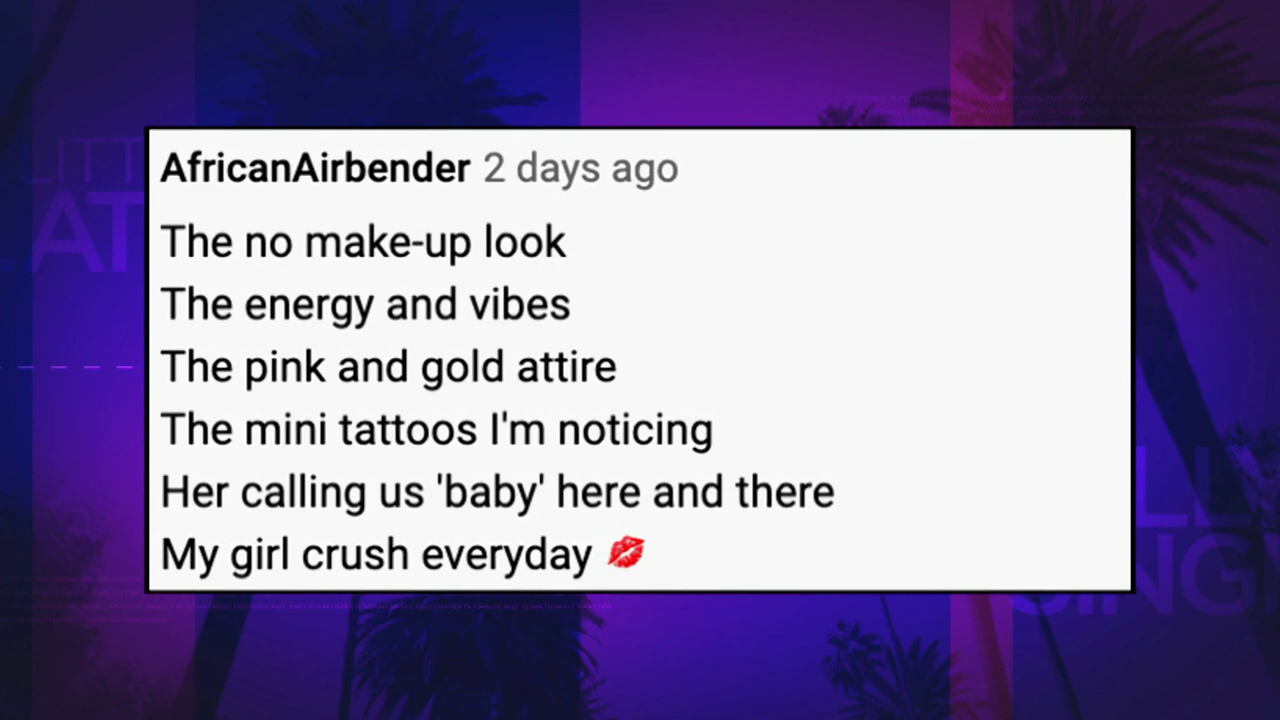 AfricanAirbender 2 days ago
The no make-up look
The energy and vibes
The pink and gold attire
The mini tattoos I'm noticing
Her calling us 'baby' here and there
My girl crush everyday 💋